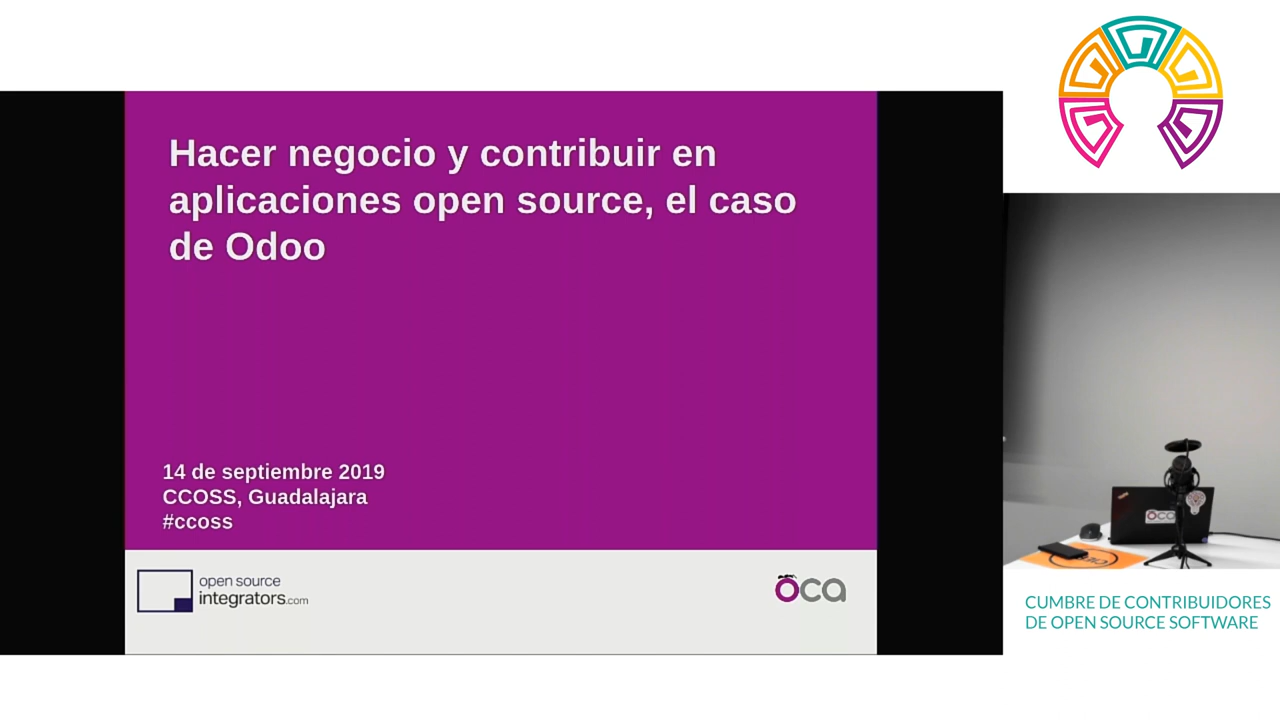 Hacer negocio y contribuir en
aplicaciones open source, el caso
de Odoo
14 de septiembre 2019
CCOSS, Guadalajara
#ccoss
open source
integrators.com
oca
oca
CUMBRE DE CONTRIBUIDORES
DE OPEN SOURCE SOFTWARE